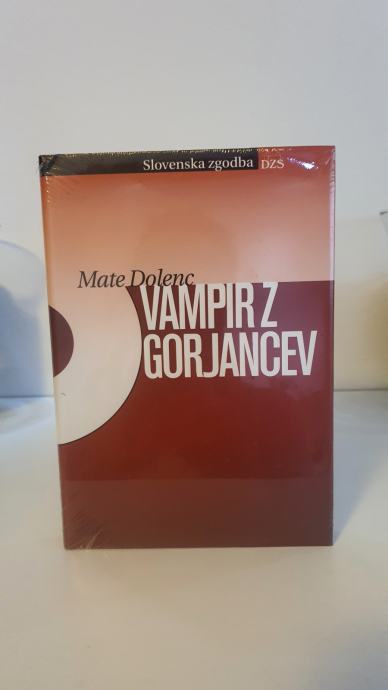 Slovenska zgodba DZS
Mate Dolenc
VAMPIR Z
GORJANCEV